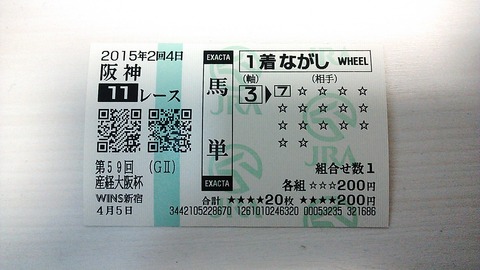 2015年2回4日
阪神
11レース
第59回 (GII)
産経大阪杯
WINS新宿
4月5日
EXACTA
馬単
EXACTA
1着ながし WHEEL
(軸) (相手)
3 ▶ 7 ☆ ☆ ☆ ☆
☆ ☆ ☆ ☆ ☆
☆ ☆ ☆ ☆ ☆
☆ ☆ ☆
組合せ数1
各組 ☆☆☆200円
合計 ★★★★20枚 ★★★★200円
3442105228670 1261010246320 00053235 321686
JRA
JRA